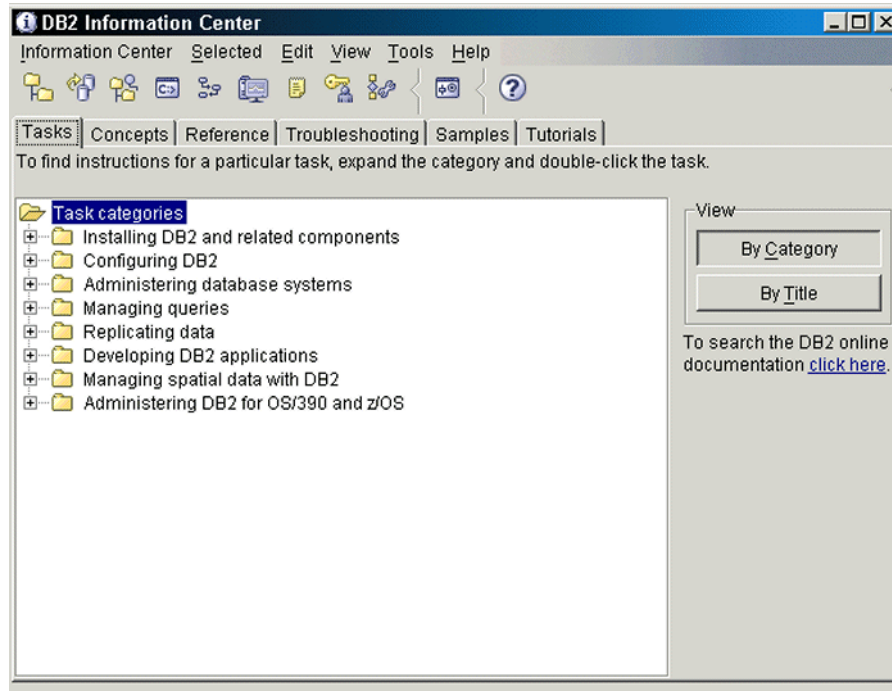 DB2 Information Center
Information Center Selected Edit View Tools Help
Tasks Concepts Reference Troubleshooting Samples Tutorials
To find instructions for a particular task, expand the category and double-click the task.
Task categories
Installing DB2 and related components
Configuring DB2
Administering database systems
Managing queries
Replicating data
Developing DB2 applications
Managing spatial data with DB2
Administering DB2 for OS/390 and z/OS
View
By Category
By Title
To search the DB2 online
documentation click here.